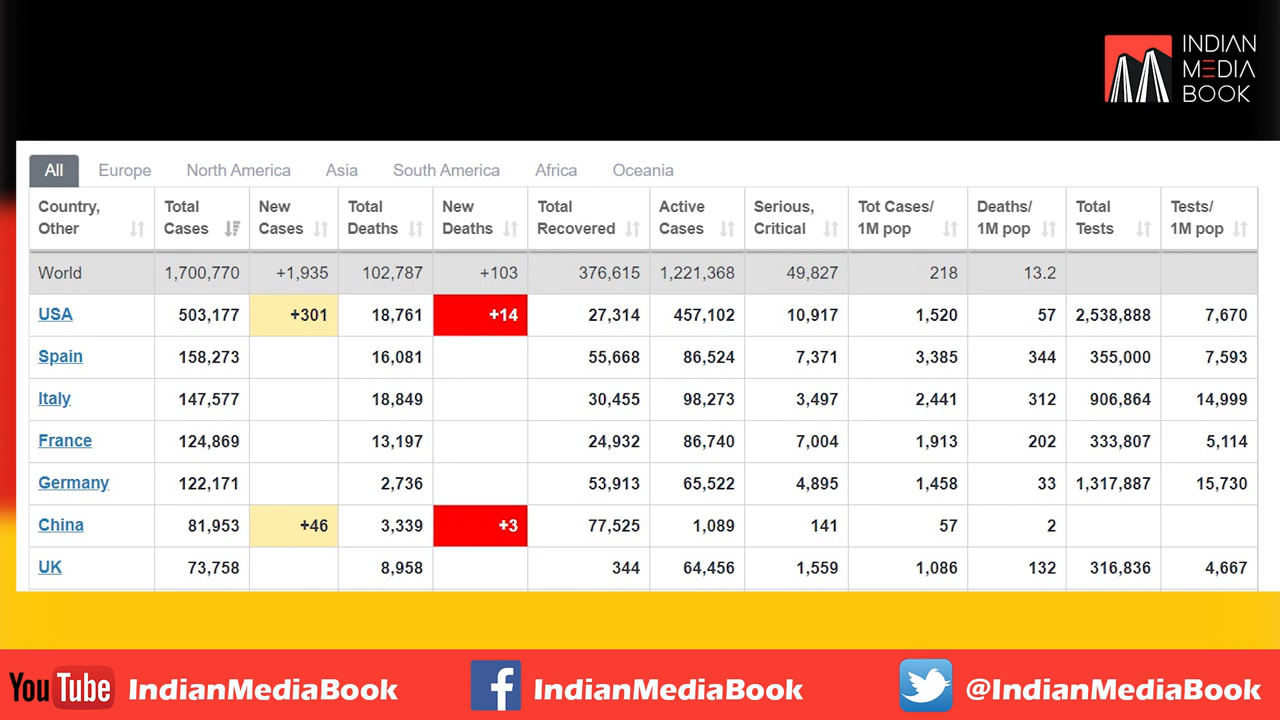 INDIAN
MEDIA
BOOK
All Europe North America Asia South America Africa Oceania
Country, Other Total Cases New Cases Total Deaths New Deaths Total Recovered Active Cases Serious, Critical Tot Cases/ 1M pop Deaths/ 1M pop Total Tests Tests/ 1M pop
World 1,700,770 +1,935 102,787 +103 376,615 1,221,368 49,827 218 13.2
USA 503,177 +301 18,761 +14 27,314 457,102 10,917 1,520 57 2,538,888 7,670
Spain 158,273 16,081 55,668 86,524 7,371 3,385 344 355,000 7,593
Italy 147,577 18,849 30,455 98,273 3,497 2,441 312 906,864 14,999
France 124,869 13,197 24,932 86,740 7,004 1,913 202 333,807 5,114
Germany 122,171 2,736 53,913 65,522 4,895 1,458 33 1,317,887 15,730
China 81,953 +46 3,339 +3 77,525 1,089 141 57 2
UK 73,758 8,958 344 64,456 1,559 1,086 132 316,836 4,667
YouTube IndianMediaBook f IndianMediaBook @IndianMediaBook